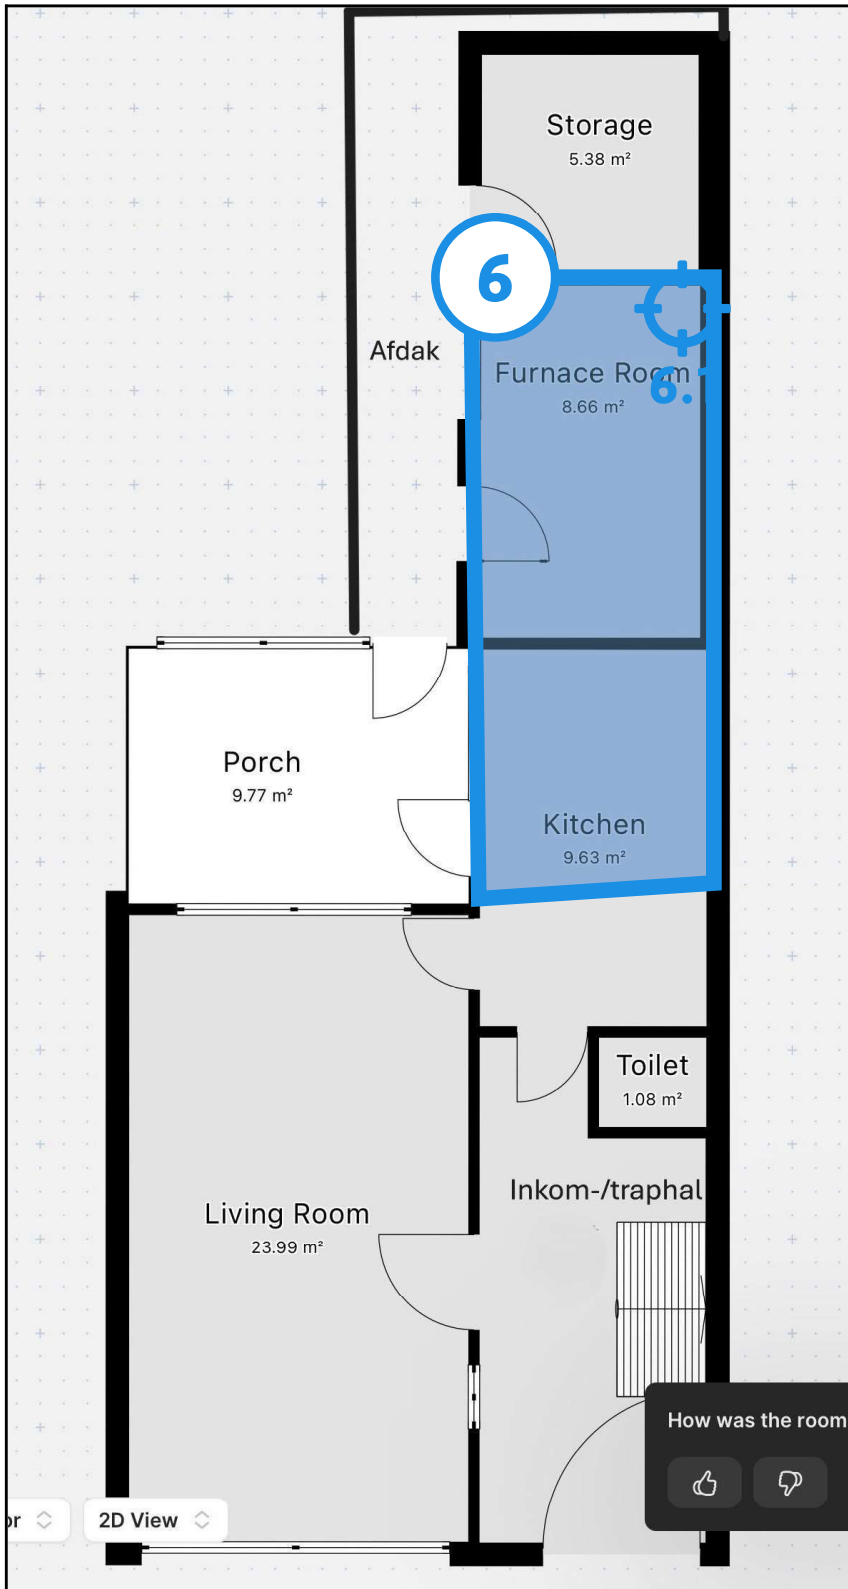 Storage
5.38 m²
6
Afdak
Furnace Room
8.66 m²
6.
Porch
9.77 m²
Kitchen
9.63 m²
Toilet
1.08 m²
Inkom-/traphal
Living Room
23.99 m²
How was the room
or
2D View